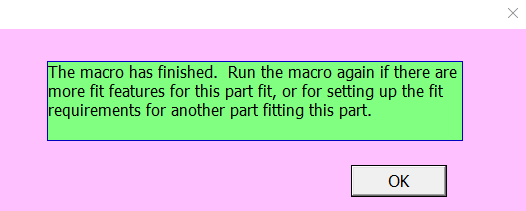 The macro has finished.  Run the macro again if there are
more fit features for this part fit, or for setting up the fit
requirements for another part fitting this part.
OK